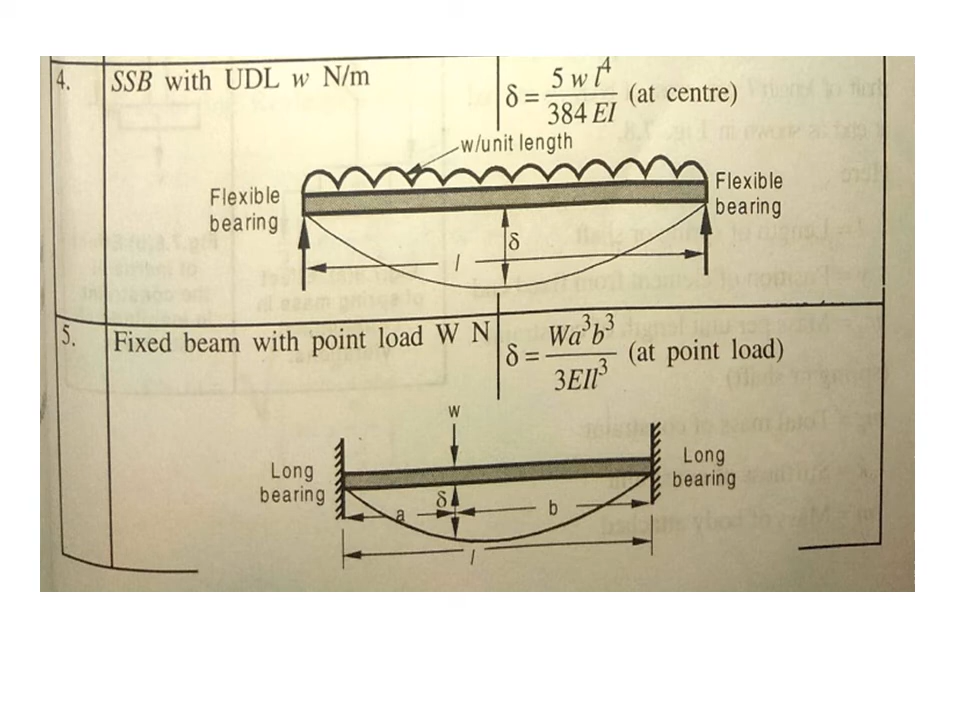 4. SSB with UDL w N/m
δ = 5 w l⁴ / 384 EI (at centre)
w/unit length
Flexible bearing
Flexible bearing
δ
l
5. Fixed beam with point load W N
δ = Wa³b³ / 3EIl³ (at point load)
W
Long bearing
Long bearing
a
δ
b
l